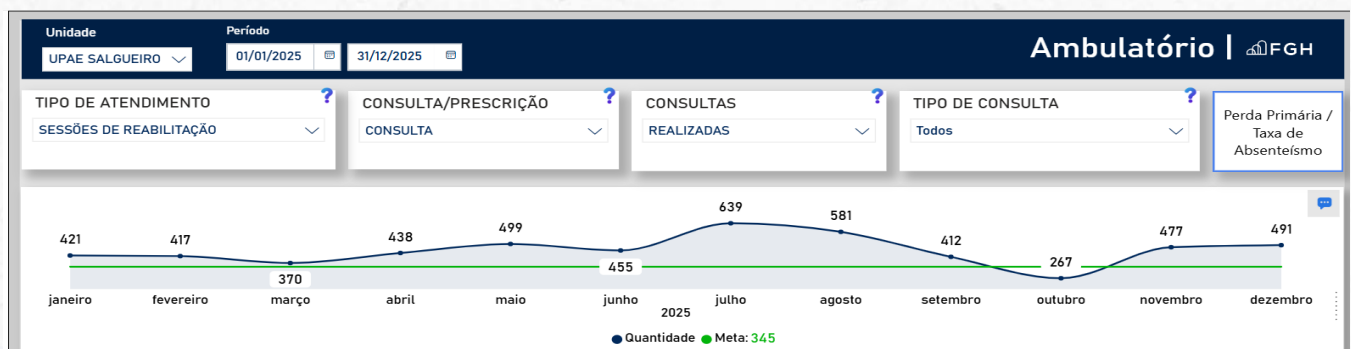 Unidade
UPAE SALGUEIRO
Período
01/01/2025
31/12/2025
Ambulatório | FGH
TIPO DE ATENDIMENTO ?
SESSÕES DE REABILITAÇÃO
CONSULTA/PRESCRIÇÃO ?
CONSULTA
CONSULTAS ?
REALIZADAS
TIPO DE CONSULTA ?
Todos
Perda Primária /
Taxa de
Absenteísmo
421 417 370 438 499 455 639 581 412 267 477 491
janeiro fevereiro março abril maio junho julho agosto setembro outubro novembro dezembro
2025
Quantidade Meta: 345